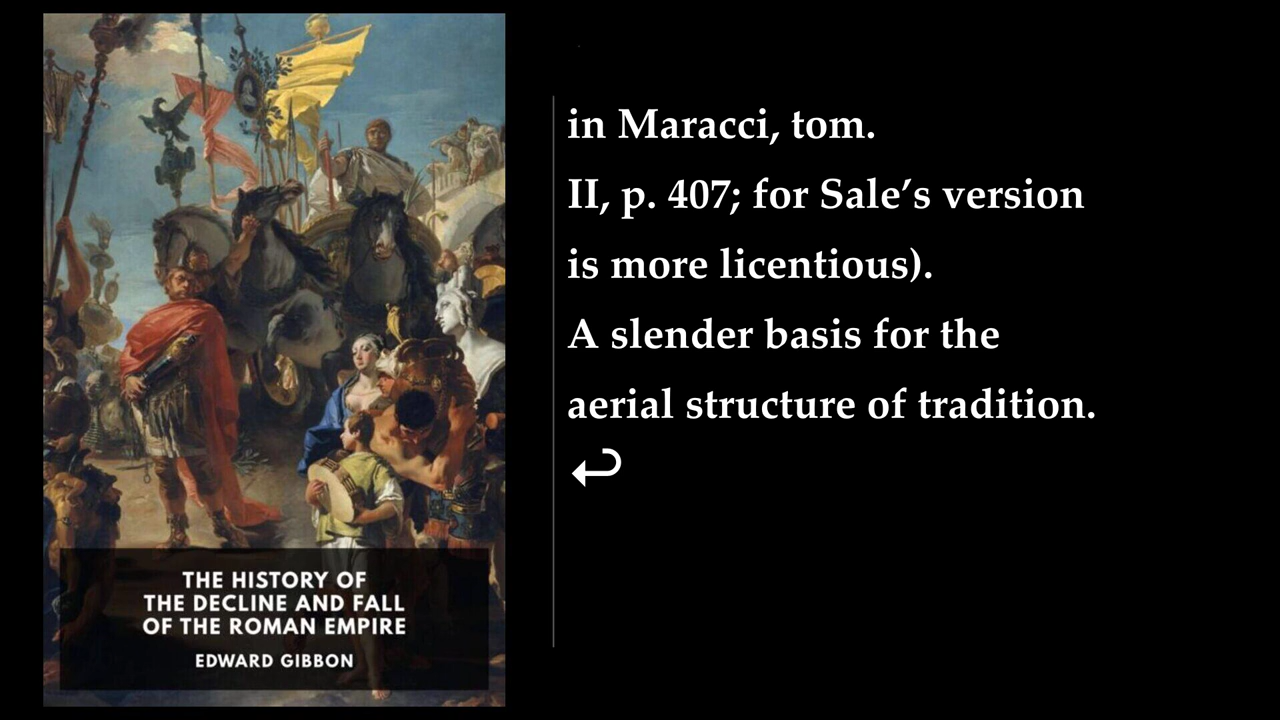 in Maracci, tom.
II, p. 407; for Sale’s version
is more licentious).
A slender basis for the
aerial structure of tradition.
↩
THE HISTORY OF
THE DECLINE AND FALL
OF THE ROMAN EMPIRE
EDWARD GIBBON